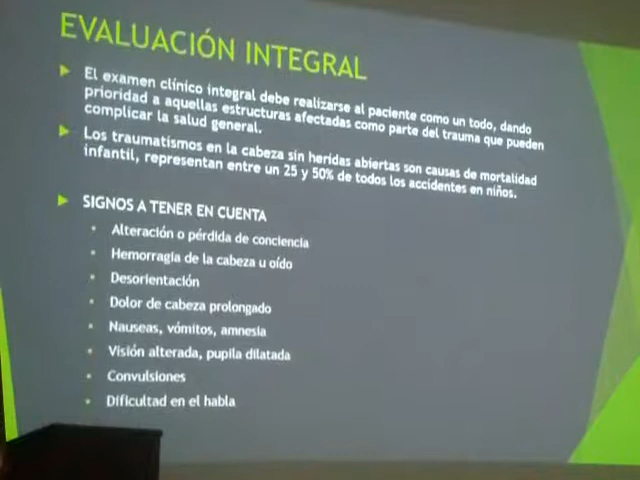 EVALUACIÓN INTEGRAL
El examen clínico integral debe realizarse al paciente como un todo, dando
prioridad a aquellas estructuras afectadas como parte del trauma que pueden
complicar la salud general.
Los traumatismos en la cabeza sin heridas abiertas son causas de mortalidad
infantil, representan entre un 25 y 50% de todos los accidentes en niños.
SIGNOS A TENER EN CUENTA
Alteración o pérdida de conciencia
Hemorragia de la cabeza u oído
Desorientación
Dolor de cabeza prolongado
Nauseas, vómitos, amnesia
Visión alterada, pupila dilatada
Convulsiones
Dificultad en el habla